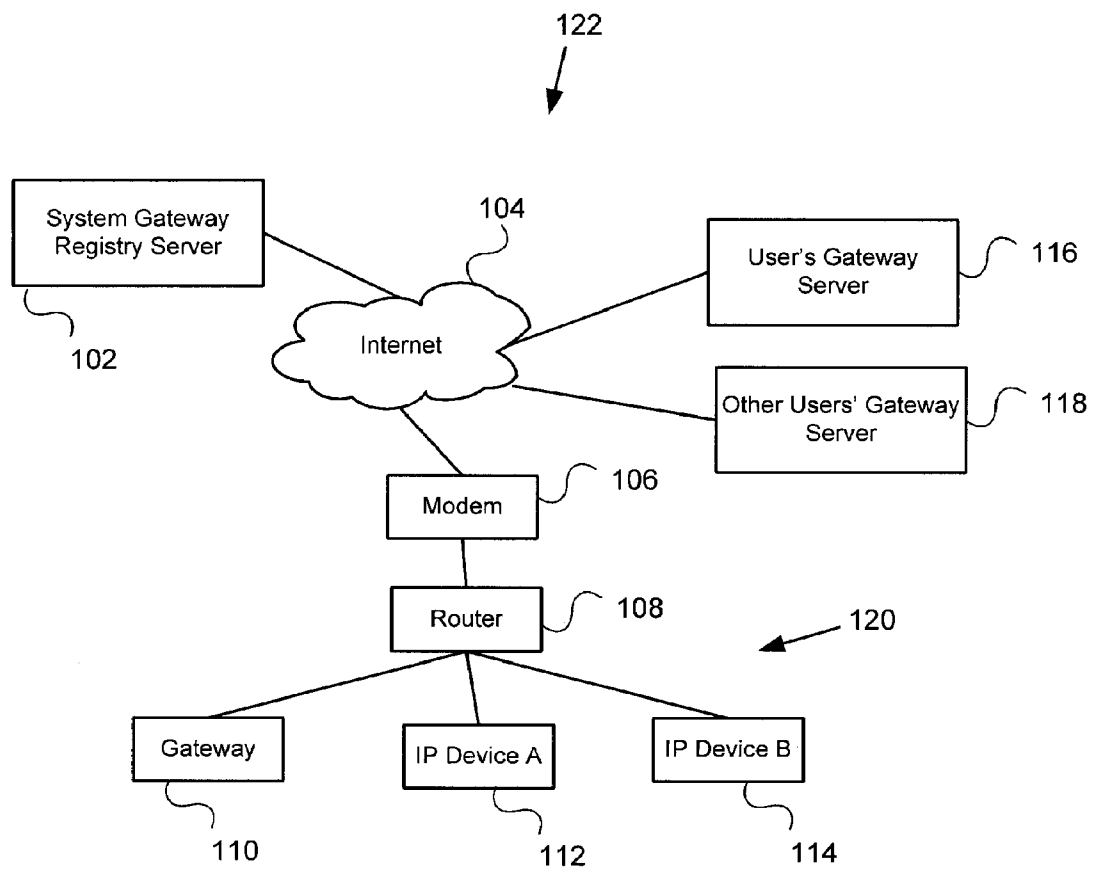 122
System Gateway
Registry Server
104
User's Gateway
Server
116
102
Internet
Other Users' Gateway
Server
118
Modem
106
Router
108
120
Gateway
IP Device A
IP Device B
110
112
114